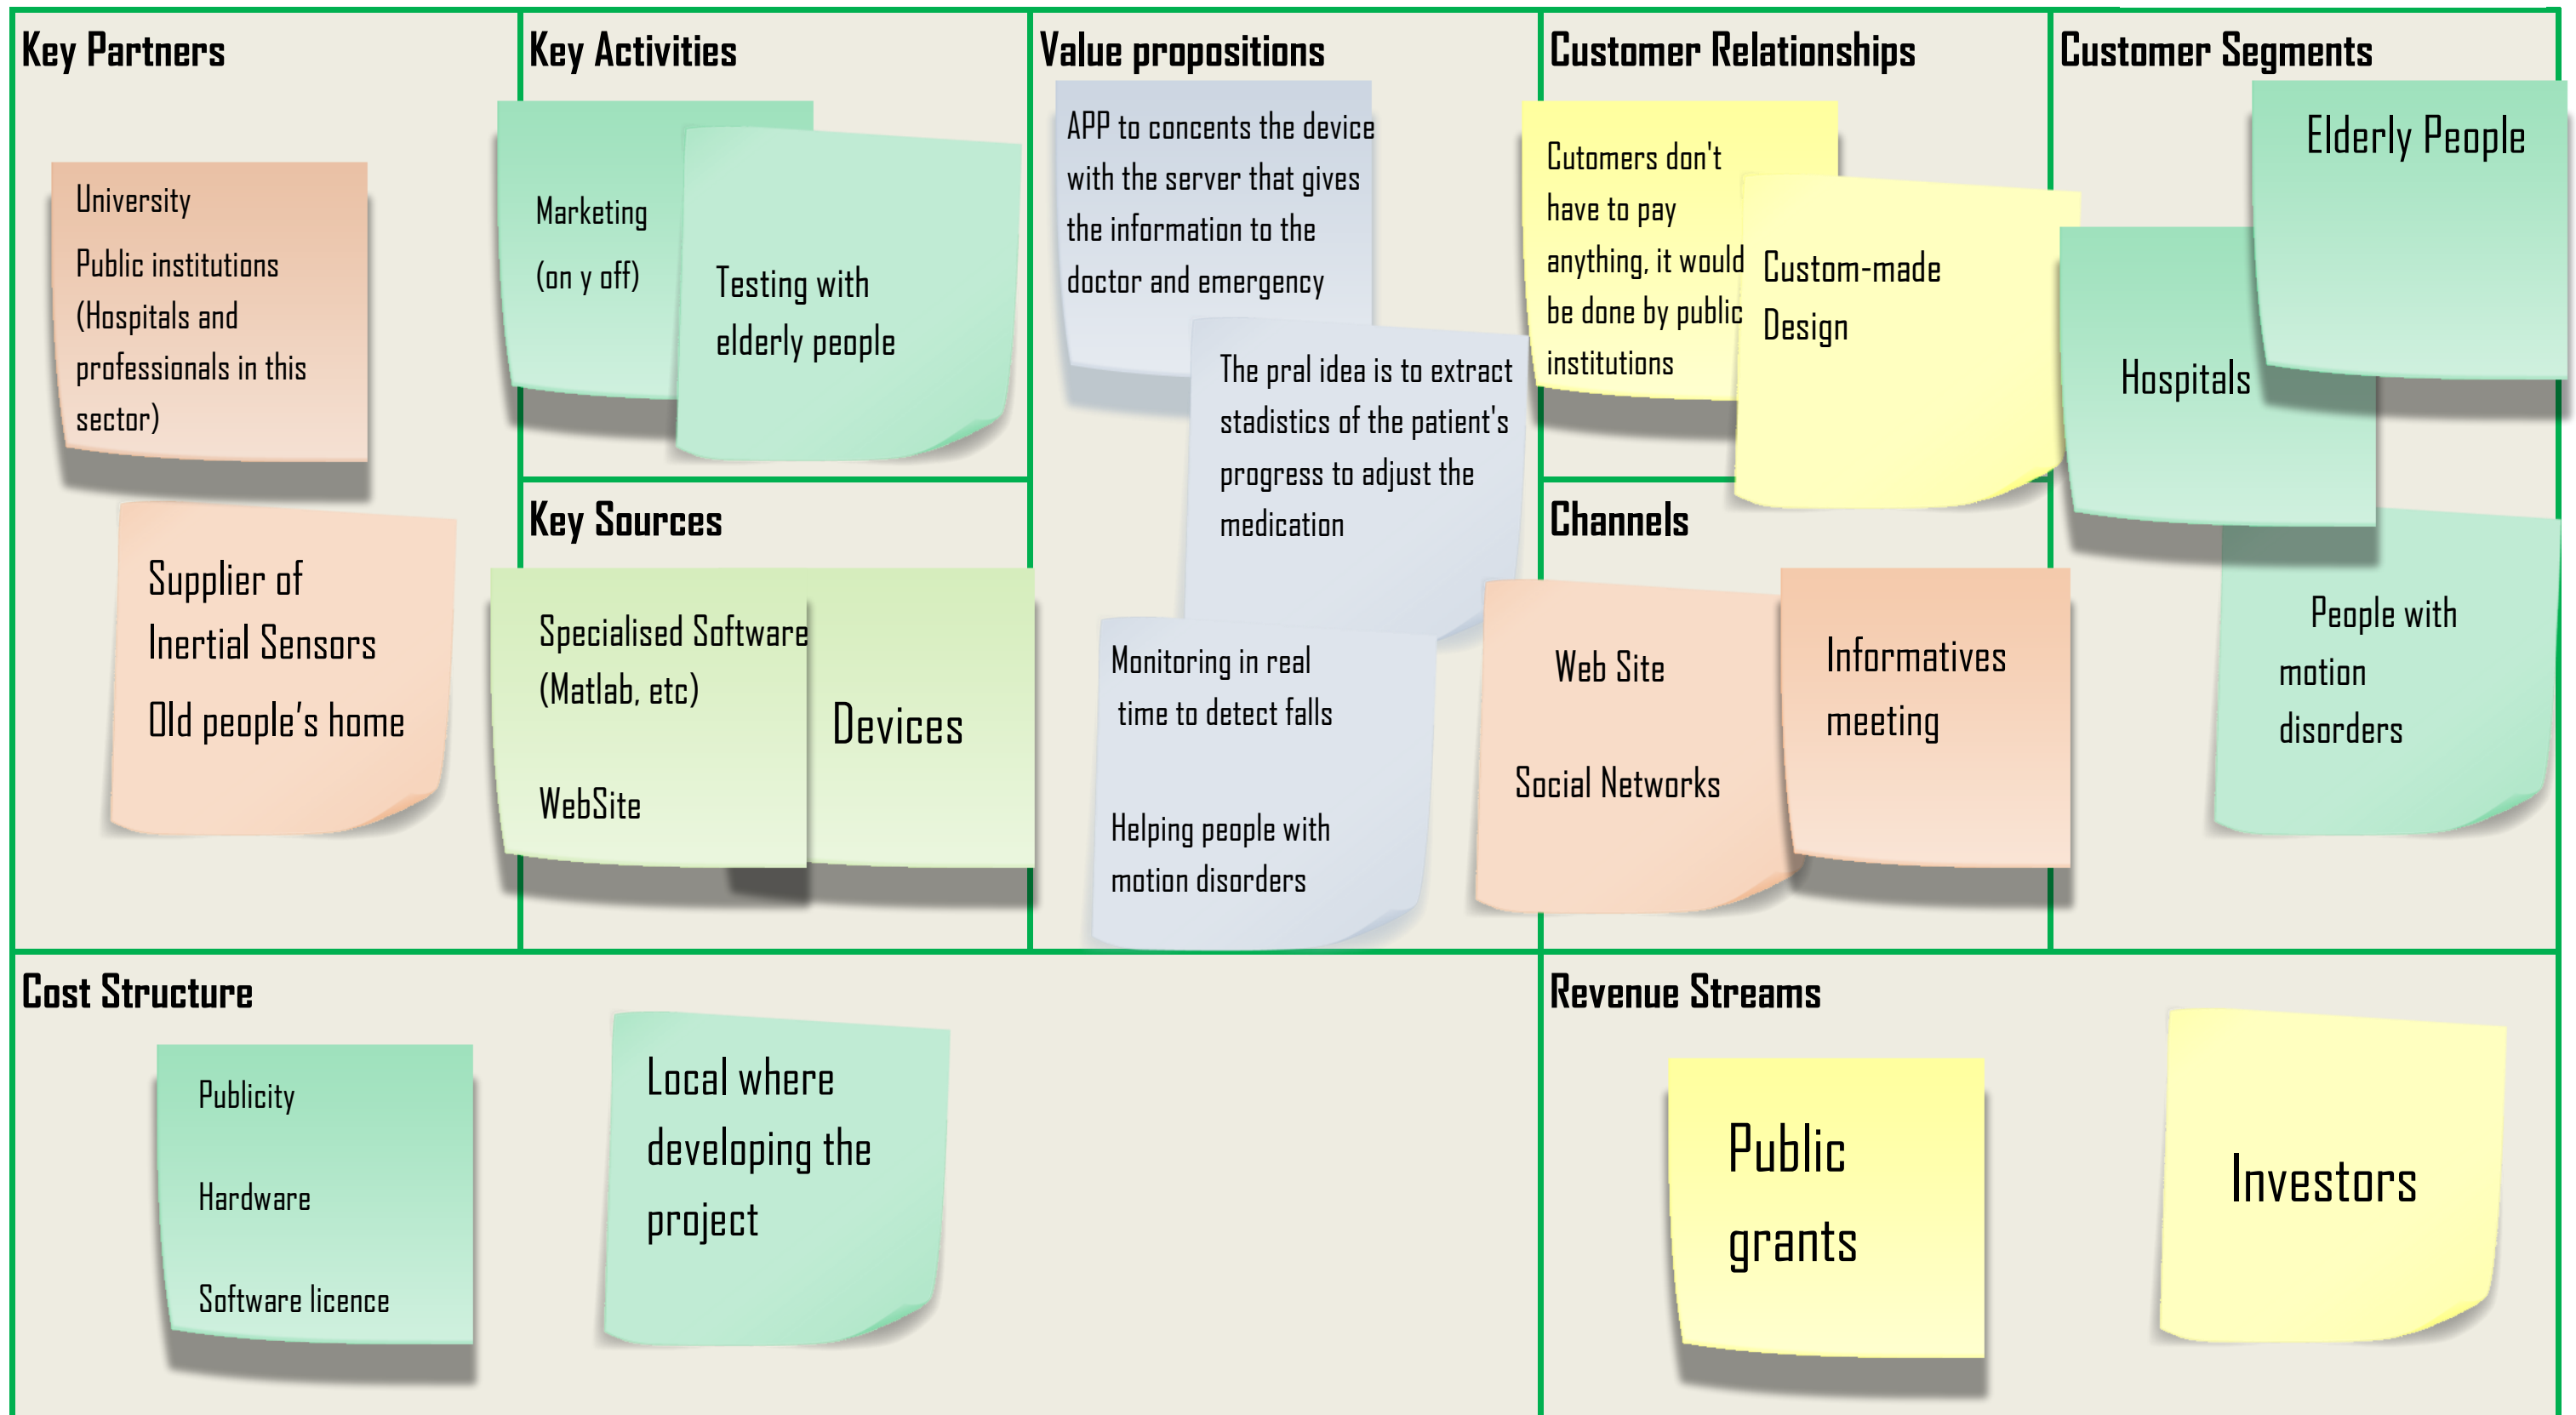 Key Partners
University
Public institutions
(Hospitals and
professionals in this
sector)
Supplier of
Inertial Sensors
Old people's home
Key Activities
Marketing
(on y off)
Testing with
elderly people
Key Sources
Specialised Software
(Matlab, etc)
WebSite
Devices
Value propositions
APP to concents the device
with the server that gives
the information to the
doctor and emergency
The pral idea is to extract
stadistics of the patient's
progress to adjust the
medication
Monitoring in real
time to detect falls
Helping people with
motion disorders
Customer Relationships
Cutomers don't
have to pay
anything, it would
be done by public
institutions
Custom-made
Design
Channels
Web Site
Social Networks
Informatives
meeting
Customer Segments
Elderly People
Hospitals
People with
motion
disorders
Cost Structure
Publicity
Hardware
Software licence
Local where
developing the
project
Revenue Streams
Public
grants
Investors